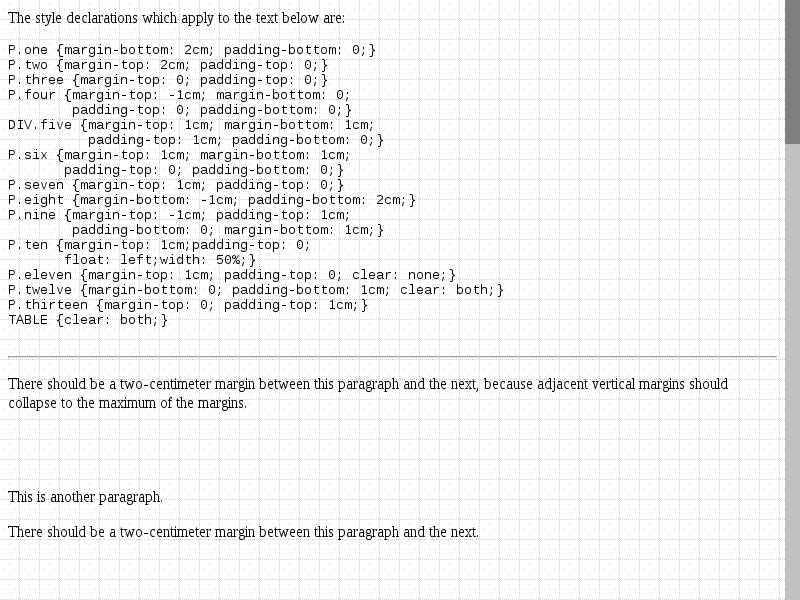 The style declarations which apply to the text below are:
P.one {margin-bottom: 2cm; padding-bottom: 0;}
P.two {margin-top: 2cm; padding-top: 0;}
P.three {margin-top: 0; padding-top: 0;}
P.four {margin-top: -1cm; margin-bottom: 0;
        padding-top: 0; padding-bottom: 0;}
DIV.five {margin-top: 1cm; margin-bottom: 1cm;
          padding-top: 1cm; padding-bottom: 0;}
P.six {margin-top: 1cm; margin-bottom: 1cm;
       padding-top: 0; padding-bottom: 0;}
P.seven {margin-top: 1cm; padding-top: 0;}
P.eight {margin-bottom: -1cm; padding-bottom: 2cm;}
P.nine {margin-top: -1cm; padding-top: 1cm;
        padding-bottom: 0; margin-bottom: 1cm;}
P.ten {margin-top: 1cm;padding-top: 0;
       float: left;width: 50%;}
P.eleven {margin-top: 1cm; padding-top: 0; clear: none;}
P.twelve {margin-bottom: 0; padding-bottom: 1cm; clear: both;}
P.thirteen {margin-top: 0; padding-top: 1cm;}
TABLE {clear: both;}
There should be a two-centimeter margin between this paragraph and the next, because adjacent vertical margins should
collapse to the maximum of the margins.
This is another paragraph.
There should be a two-centimeter margin between this paragraph and the next.